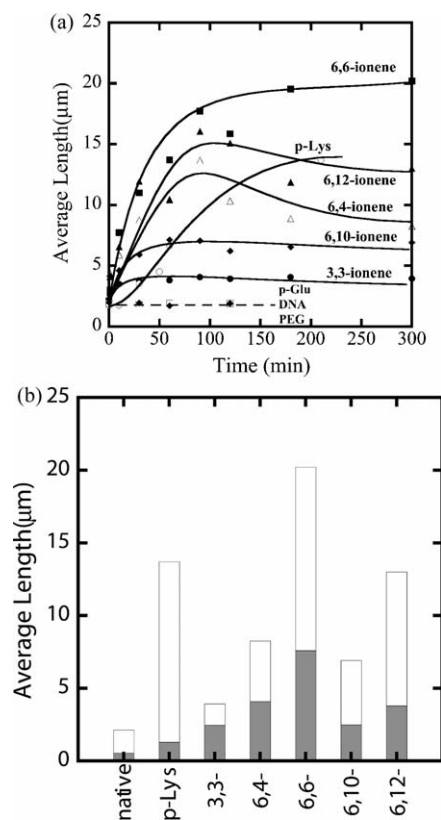 (a)
25
20
15
10
5
0
Average Length(μm)
6,6-ionene
p-Lys
6,12-ionene
6,4-ionene
6,10-ionene
3,3-ionene
p-Glu
DNA
PEG
0 50 100 150 200 250 300
Time (min)
(b)
25
20
15
10
5
0
Average Length(μm)
native
p-Lys
3,3-
6,4-
6,6-
6,10-
6,12-